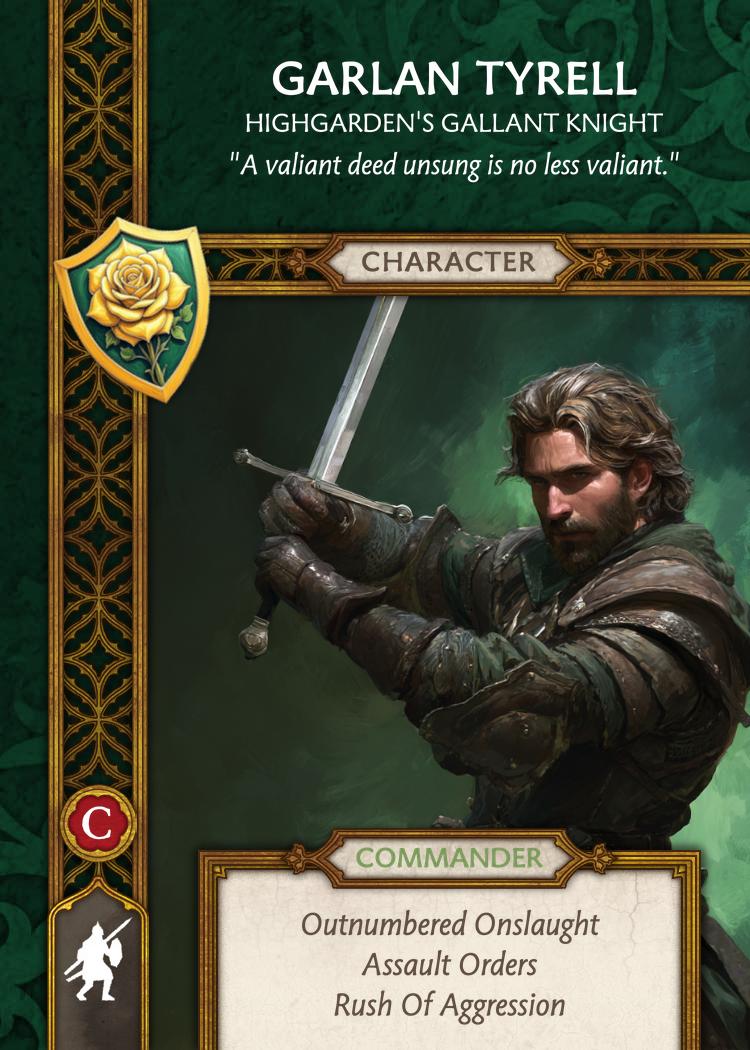 GARLAN TYRELL
HIGHGARDEN'S GALLANT KNIGHT
"A valiant deed unsung is no less valiant."
CHARACTER
C
COMMANDER
Outnumbered Onslaught
Assault Orders
Rush Of Aggression